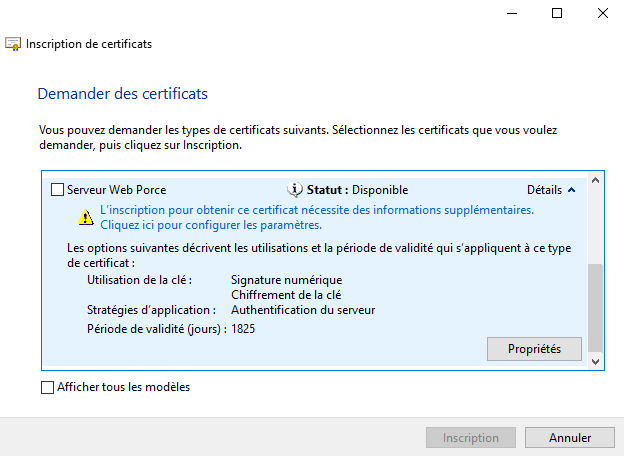 Inscription de certificats
Demander des certificats
Vous pouvez demander les types de certificats suivants. Sélectionnez les certificats que vous voulez
demander, puis cliquez sur Inscription.
Serveur Web Porce Statut : Disponible Détails
L’inscription pour obtenir ce certificat nécessite des informations supplémentaires.
Cliquez ici pour configurer les paramètres.
Les options suivantes décrivent les utilisations et la période de validité qui s’appliquent à ce type
de certificat :
Utilisation de la clé : Signature numérique
Chiffrement de la clé
Stratégies d’application : Authentification du serveur
Période de validité (jours) : 1825
Propriétés
Afficher tous les modèles
Inscription Annuler